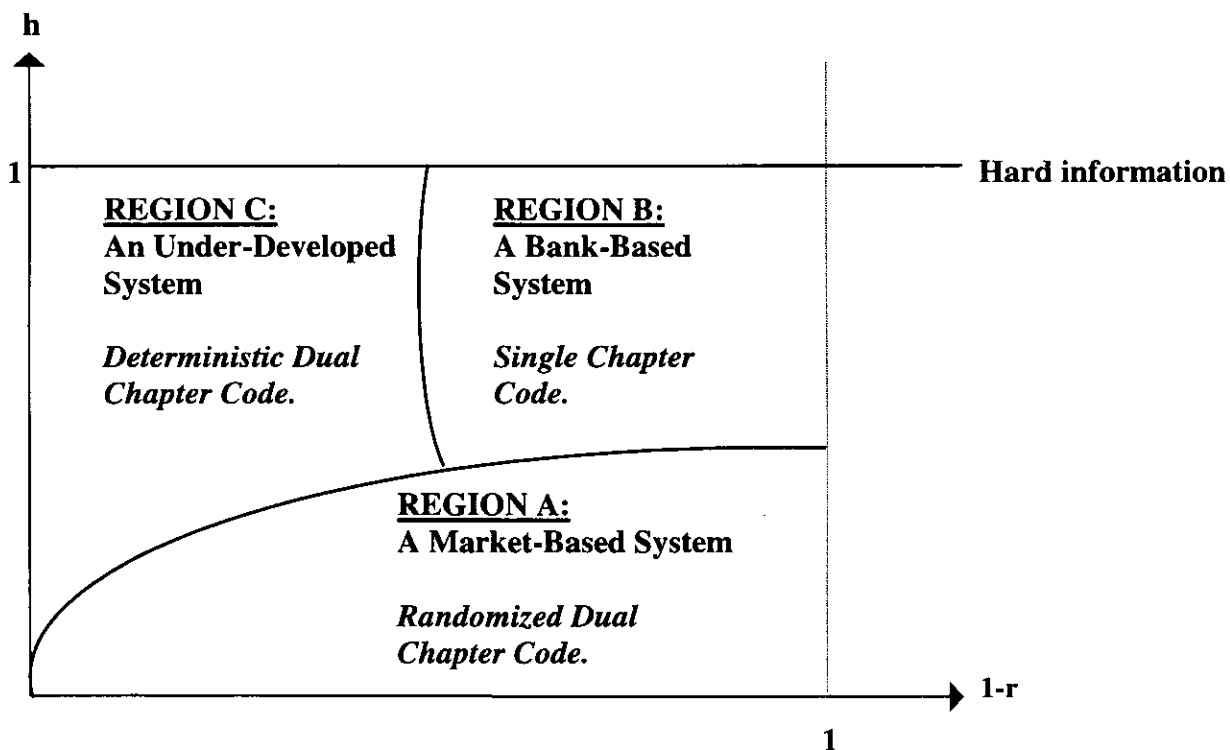 h
1
Hard information
REGION C:
An Under-Developed
System
Deterministic Dual
Chapter Code.
REGION B:
A Bank-Based
System
Single Chapter
Code.
REGION A:
A Market-Based System
Randomized Dual
Chapter Code.
1-r
1